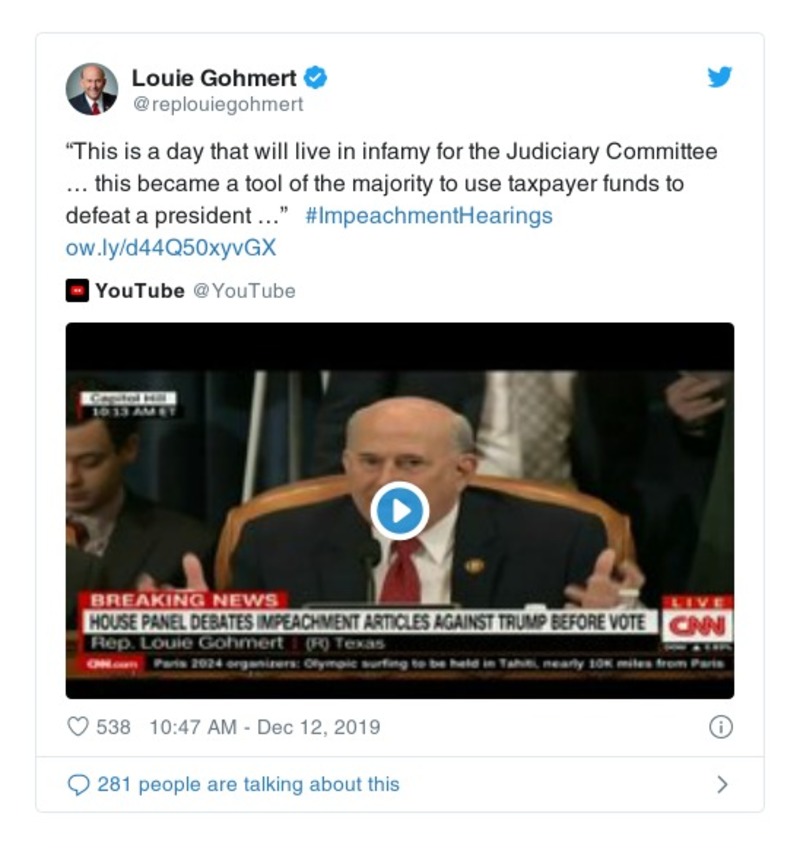 Louie Gohmert
@replouiegohmert
“This is a day that will live in infamy for the Judiciary Committee
… this became a tool of the majority to use taxpayer funds to
defeat a president …” #ImpeachmentHearings
ow.ly/d44Q50xyvGX
YouTube @YouTube
Capitol Hill
10:13 AM ET
BREAKING NEWS
LIVE
HOUSE PANEL DEBATES IMPEACHMENT ARTICLES AGAINST TRUMP BEFORE VOTE
CNN
Rep. Louie Gohmert | (R) Texas
CNN.com Paris 2024 organizers: Olympic surfing to be held in Tahiti, nearly 10K miles from Paris
538 10:47 AM - Dec 12, 2019
281 people are talking about this